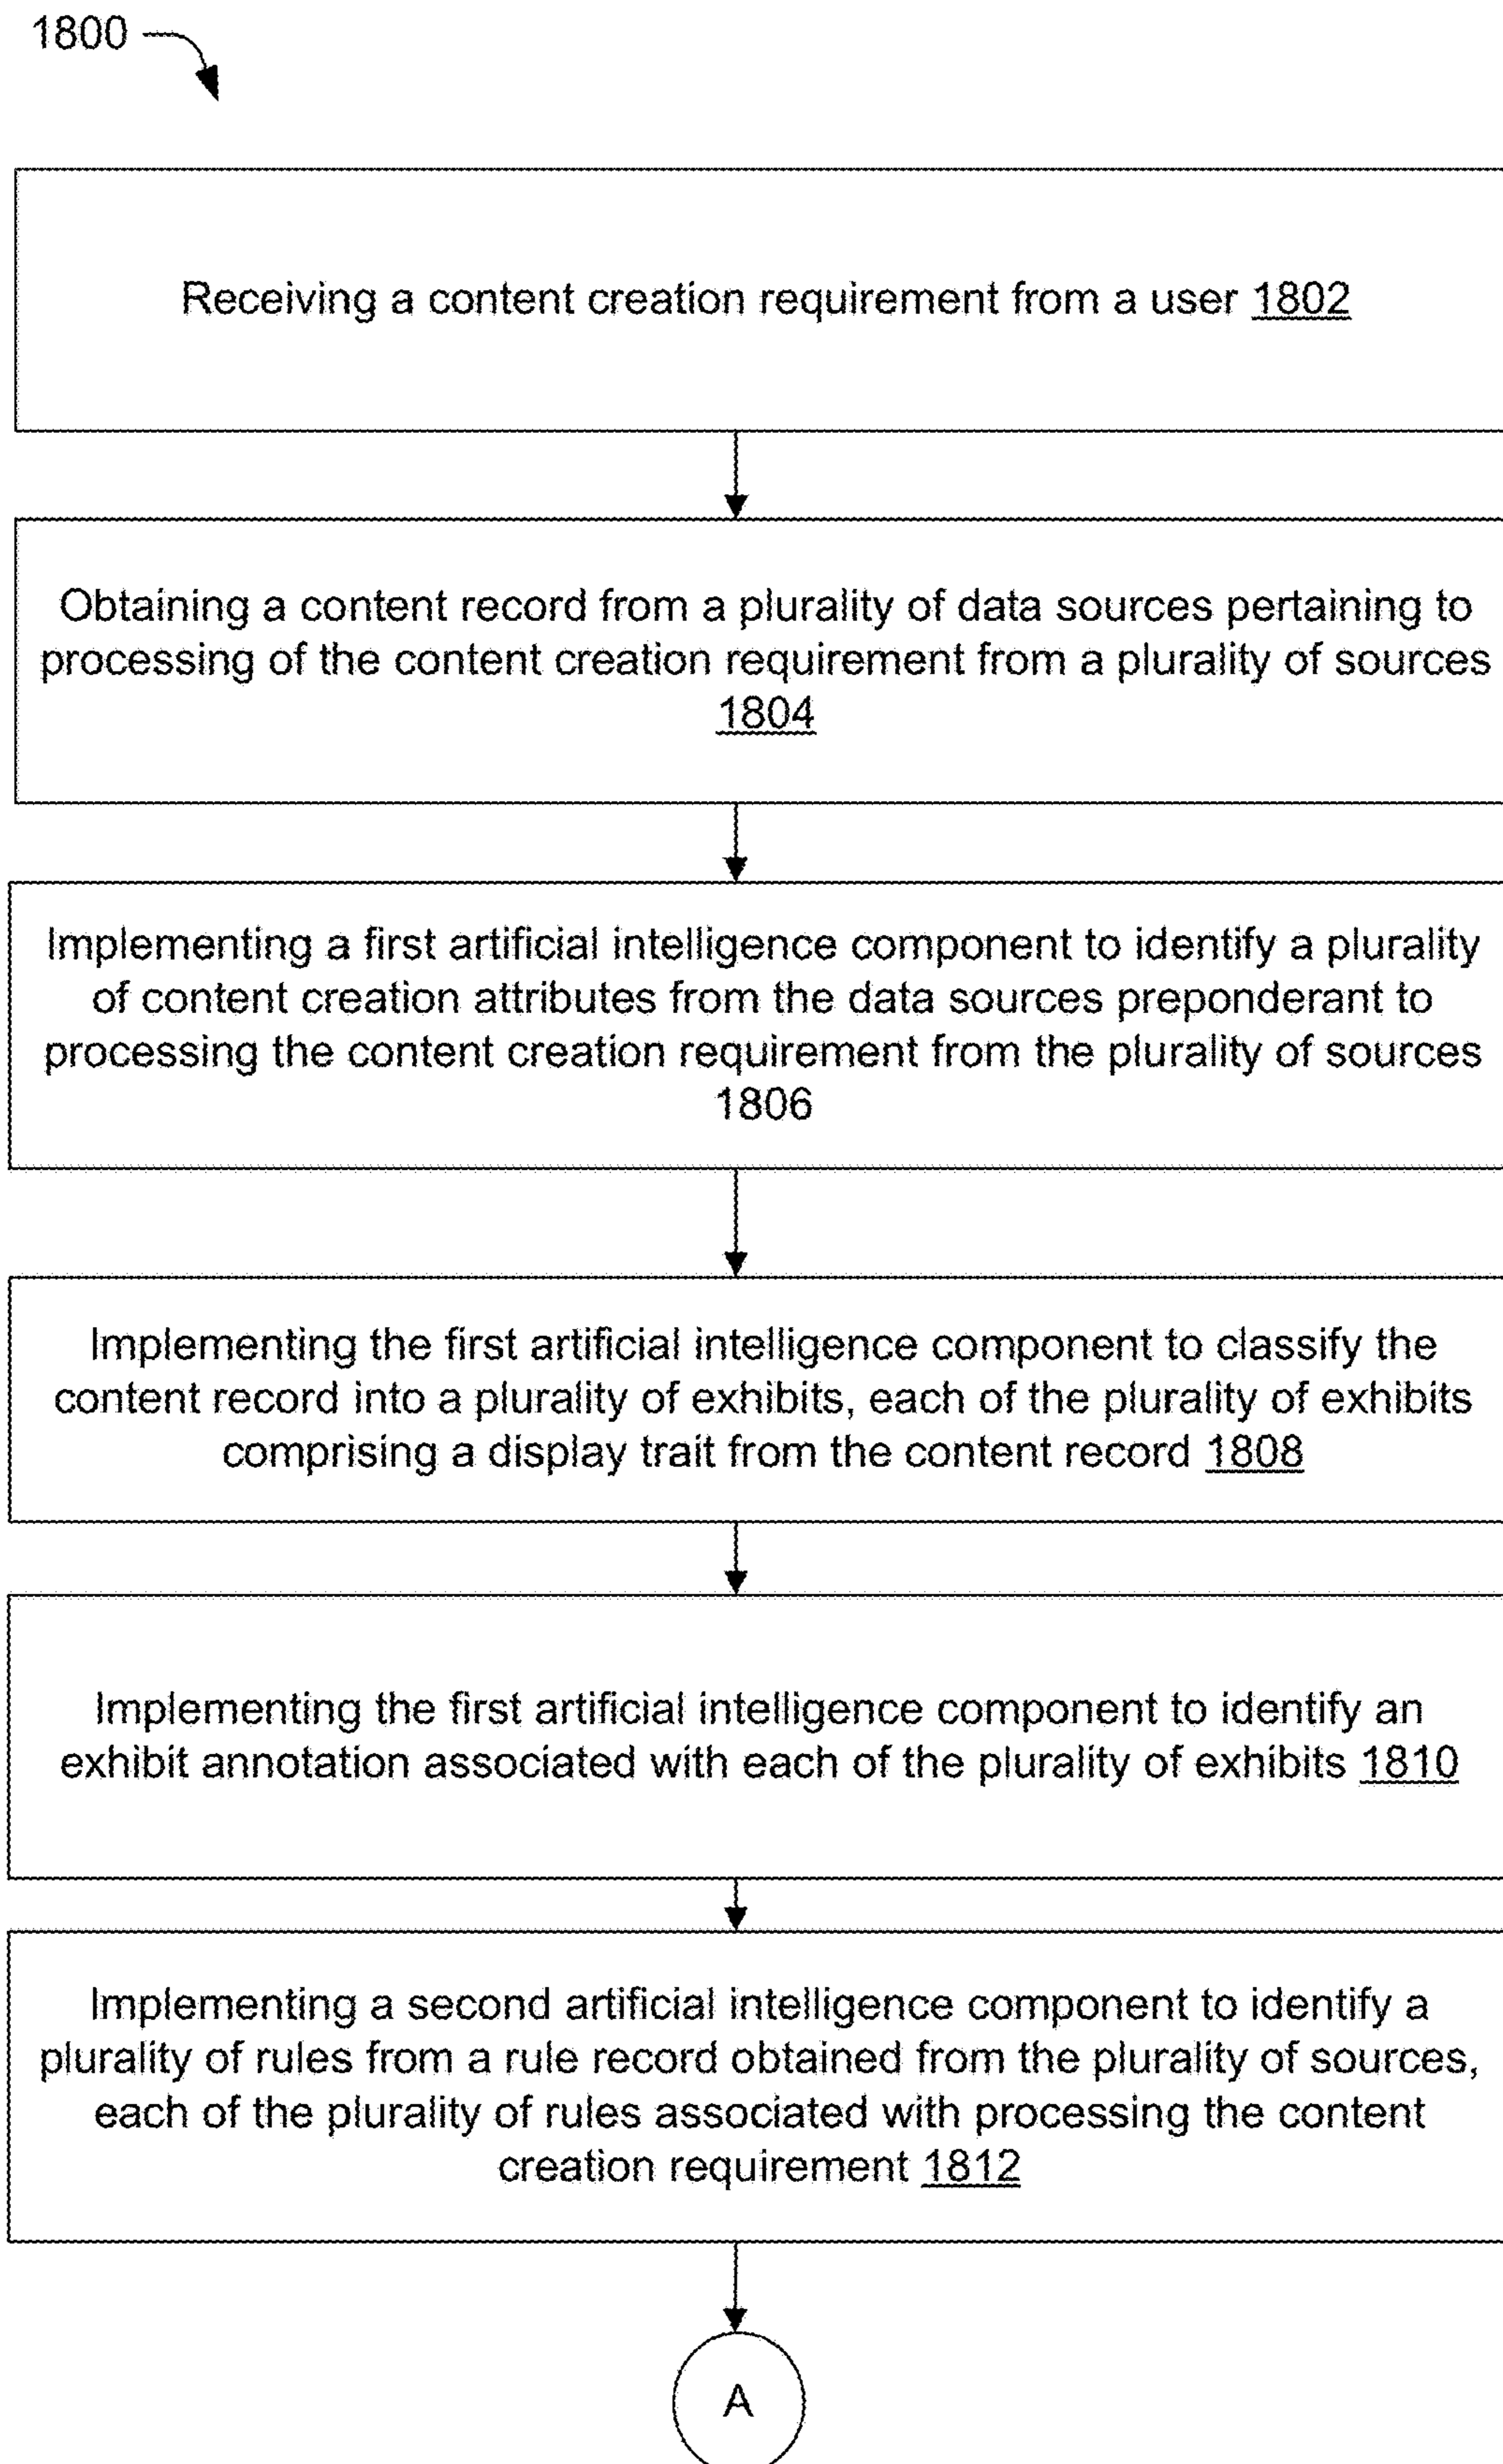 1800
Receiving a content creation requirement from a user 1802
Obtaining a content record from a plurality of data sources pertaining to
processing of the content creation requirement from a plurality of sources
1804
Implementing a first artificial intelligence component to identify a plurality
of content creation attributes from the data sources preponderant to
processing the content creation requirement from the plurality of sources
1806
Implementing the first artificial intelligence component to classify the
content record into a plurality of exhibits, each of the plurality of exhibits
comprising a display trait from the content record 1808
Implementing the first artificial intelligence component to identify an
exhibit annotation associated with each of the plurality of exhibits 1810
Implementing a second artificial intelligence component to identify a
plurality of rules from a rule record obtained from the plurality of sources,
each of the plurality of rules associated with processing the content
creation requirement 1812
A